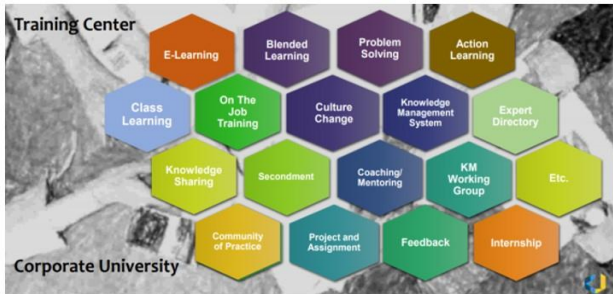 Training Center
E-Learning
Blended
Learning
Problem
Solving
Action
Learning
Class
Learning
On The
Job
Training
Culture
Change
Knowledge
Management
System
Expert
Directory
Knowledge
Sharing
Secondment
Coaching/
Mentoring
KM
Working
Group
Etc.
Community
of Practice
Project and
Assignment
Feedback
Internship
Corporate University